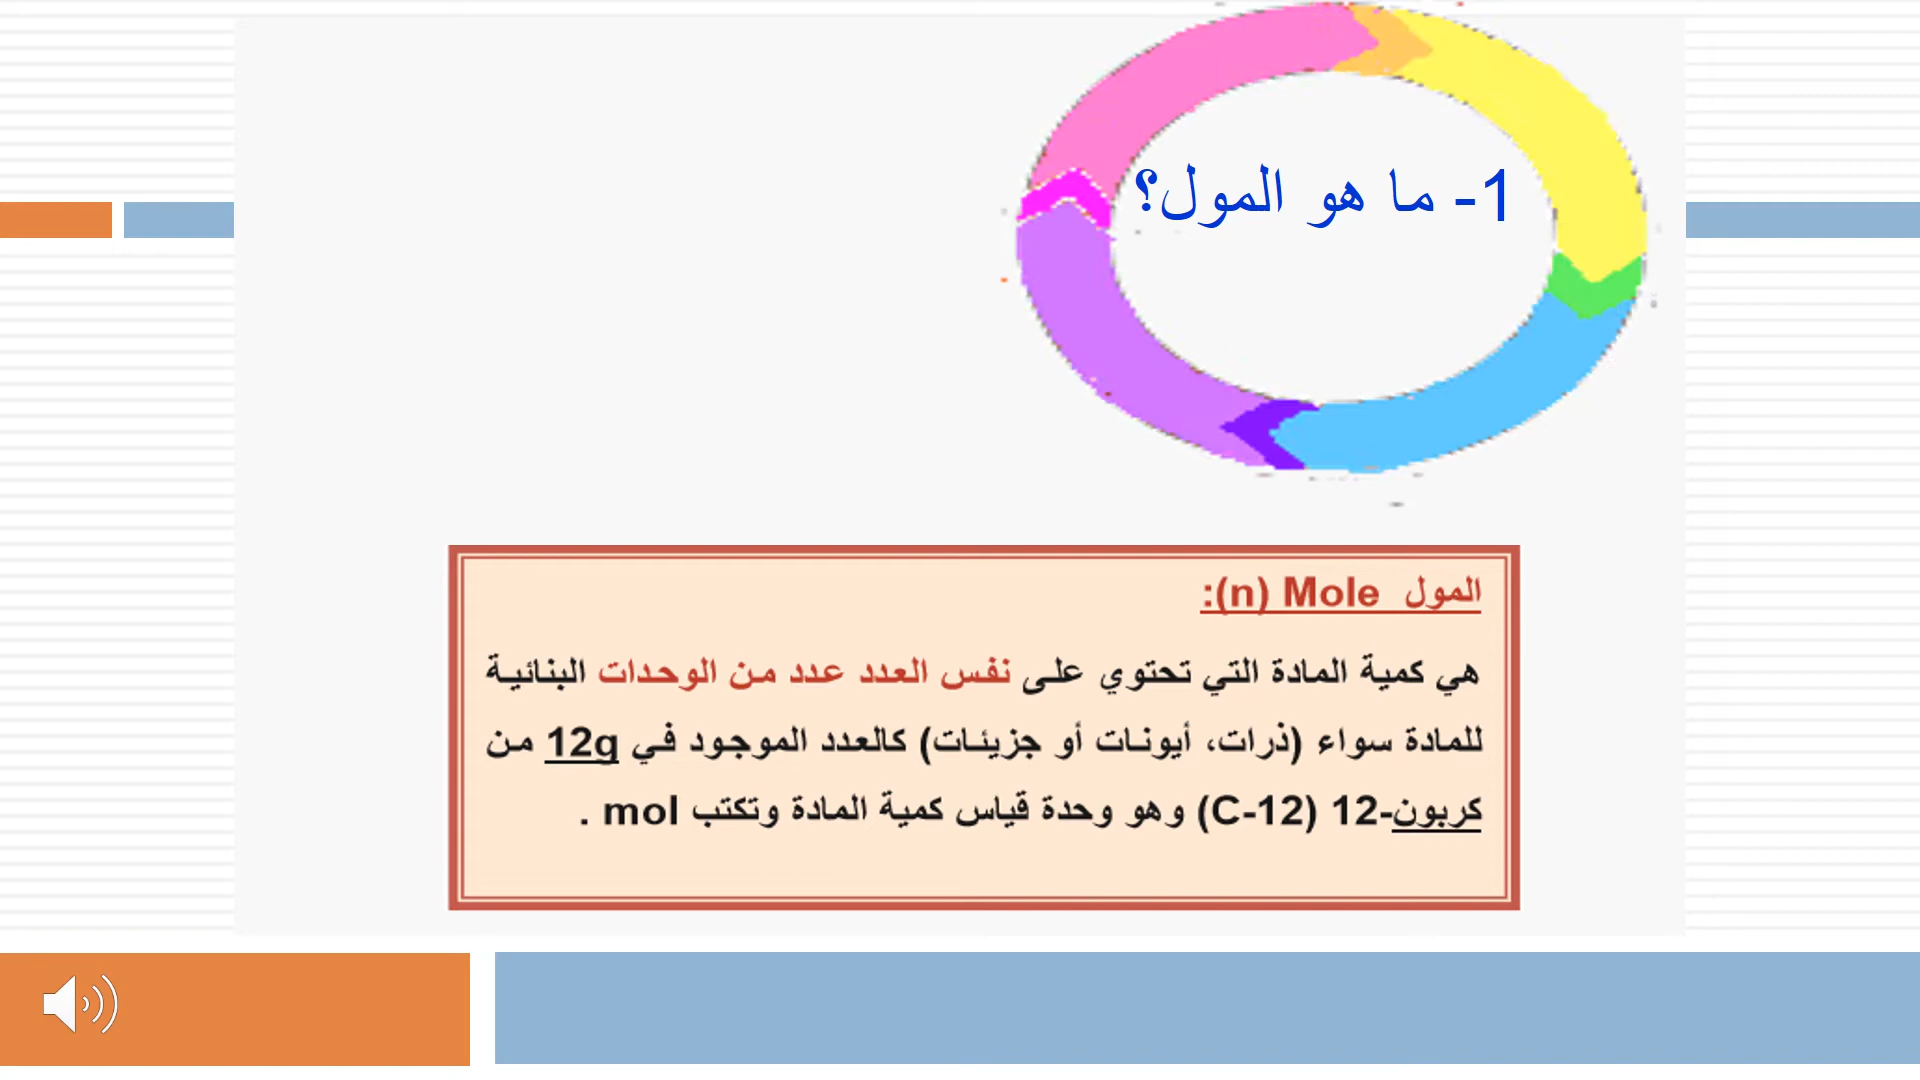 1- ما هو المول؟
المول Mole (n):
هي كمية المادة التي تحتوي على نفس العدد عدد من الوحدات البنائية
للمادة سواء (ذرات، أيونات أو جزيئات) كالعدد الموجود في 12g من
كربون-12 (C-12) وهو وحدة قياس كمية المادة وتكتب mol .